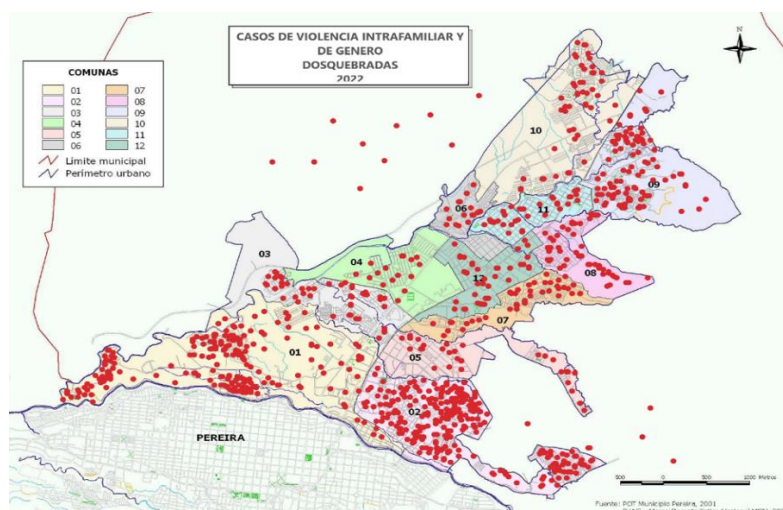 CASOS DE VIOLENCIA INTRAFAMILIAR Y
DE GENERO
DOSQUEBRADAS
2022
N
COMUNAS
01 07
02 08
03 09
04 10
05 11
06 12
Limite municipal
Perímetro urbano
10
06
11
09
03
04
12
08
07
01
05
02
PEREIRA
500 0 500 1000 Metros
Fuente: POT Municipio Pereira, 2001